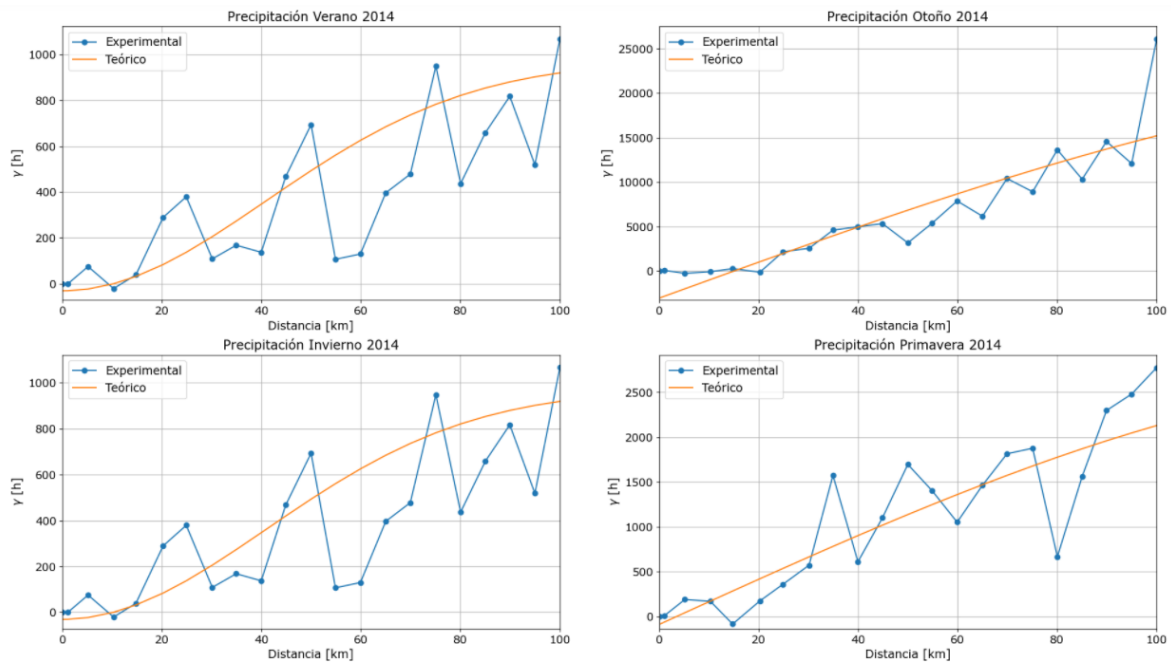 Precipitación Verano 2014
Experimental
Teórico
γ [h]
1000
800
600
400
200
0
0 20 40 60 80 100
Distancia [km]
Precipitación Otoño 2014
Experimental
Teórico
γ [h]
25000
20000
15000
10000
5000
0
0 20 40 60 80 100
Distancia [km]
Precipitación Invierno 2014
Experimental
Teórico
γ [h]
1000
800
600
400
200
0
0 20 40 60 80 100
Distancia [km]
Precipitación Primavera 2014
Experimental
Teórico
γ [h]
2500
2000
1500
1000
500
0
0 20 40 60 80 100
Distancia [km]